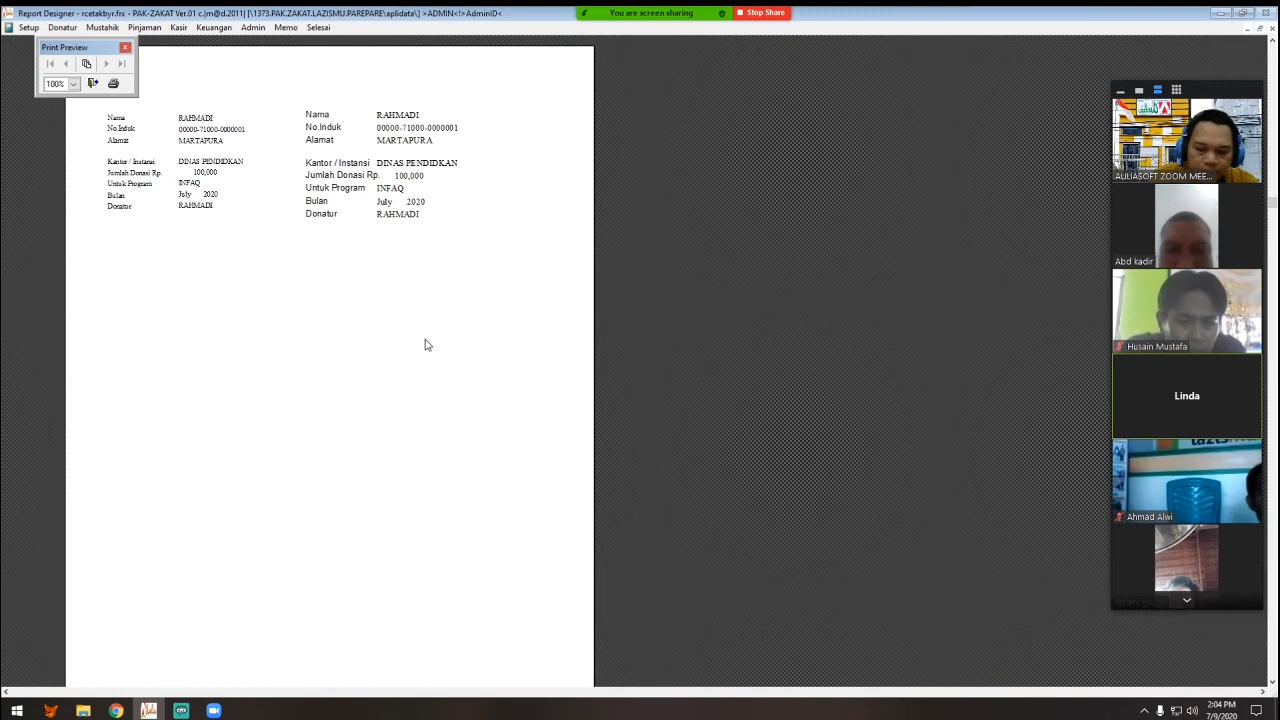 Report Designer - rcetakbyr.frx - PAK-ZAKAT Ver.01 c.|m@d.2011| [\1373.PAK.ZAKAT.LAZISMU.PAREPARE\aplidata\] >ADMIN<!>AdminID<
You are screen sharing
Stop Share
Setup Donatur Mustahik Pinjaman Kasir Keuangan Admin Memo Selesai
Print Preview
100%
Nama RAHMADI
No.Induk 00000-71000-0000001
Alamat MARTAPURA
Kantor / Instansi DINAS PENDIDKAN
Jumlah Donasi Rp. 100,000
Untuk Program INFAQ
Bulan July 2020
Donatur RAHMADI
Nama RAHMADI
No.Induk 00000-71000-0000001
Alamat MARTAPURA
Kantor / Instansi DINAS PENDIDKAN
Jumlah Donasi Rp. 100,000
Untuk Program INFAQ
Bulan July 2020
Donatur RAHMADI
AULIASOFT ZOOM MEE...
Abd kadir
Husain Mustafa
Linda
Ahmad Alwi
2:04 PM
7/9/2020